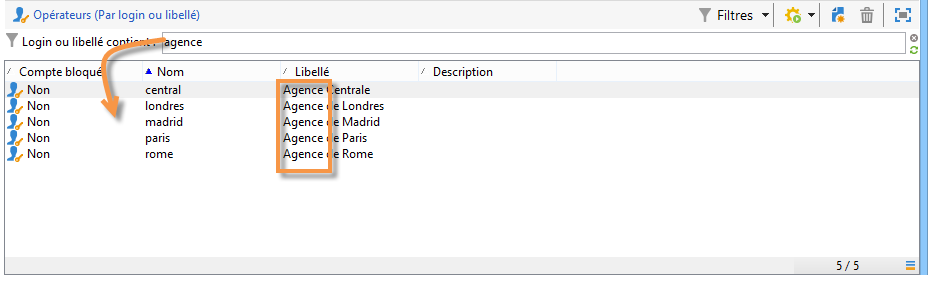 Opérateurs (Par login ou libellé) Filtres
Login ou libellé contient : agence
Compte bloqué Nom Libellé Description
Non central Agence Centrale
Non londres Agence de Londres
Non madrid Agence de Madrid
Non paris Agence de Paris
Non rome Agence de Rome
5 / 5